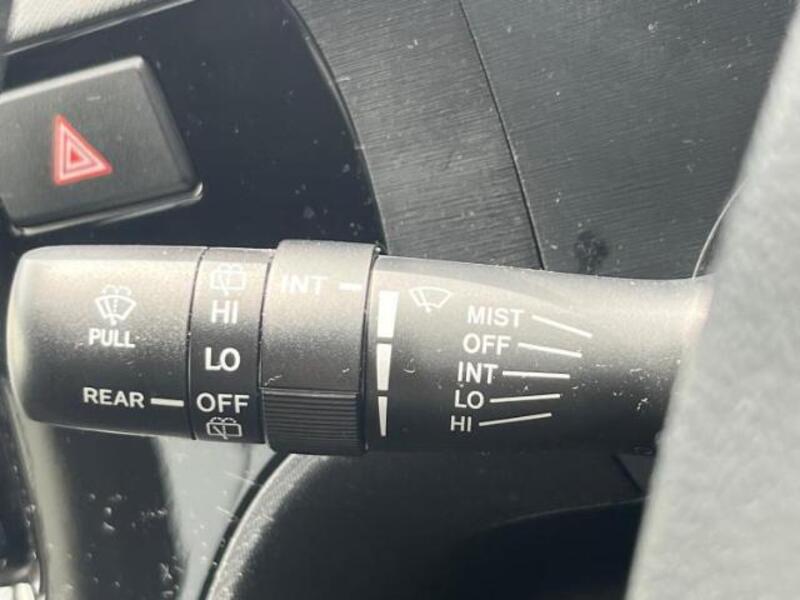 PULL
REAR
HI
LO
OFF
INT
MIST
OFF
INT
LO
HI